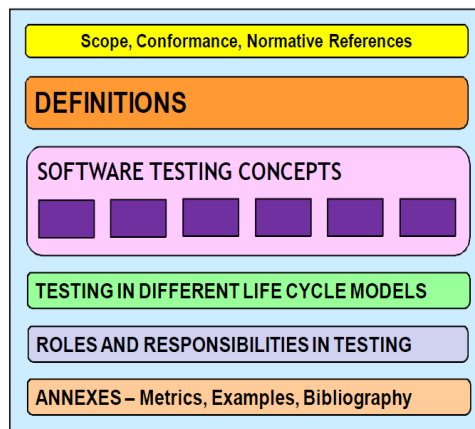 Scope, Conformance, Normative References
DEFINITIONS
SOFTWARE TESTING CONCEPTS
TESTING IN DIFFERENT LIFE CYCLE MODELS
ROLES AND RESPONSIBILITIES IN TESTING
ANNEXES – Metrics, Examples, Bibliography